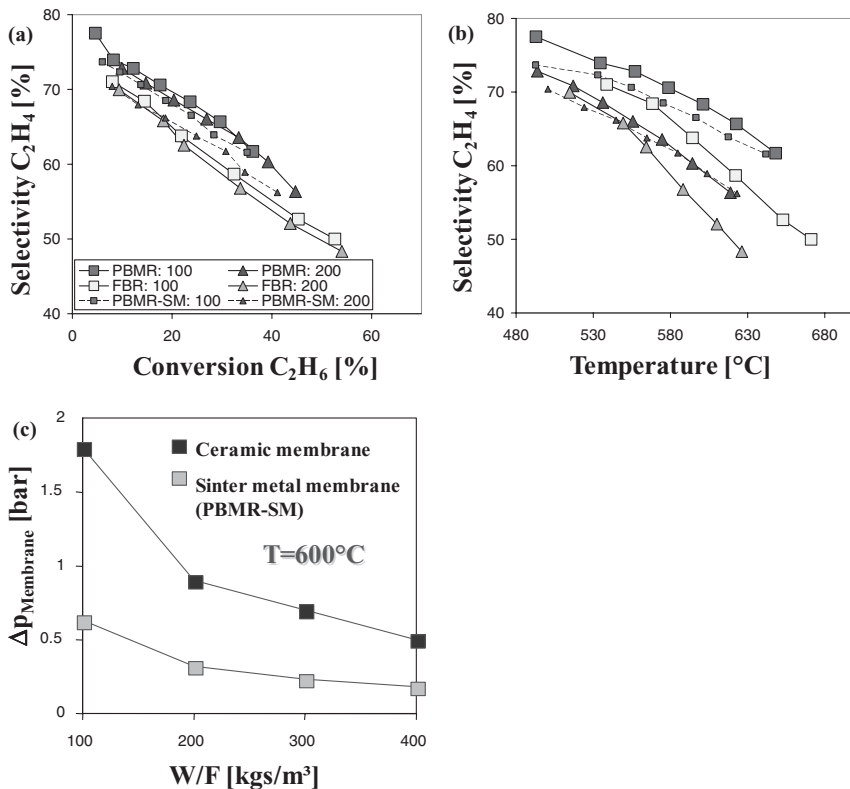 (a)
Selectivity C₂H₄ [%]
80
70
60
50
40
PBMR: 100
PBMR: 200
FBR: 100
FBR: 200
PBMR-SM: 100
PBMR-SM: 200
0
20
40
60
Conversion C₂H₆ [%]
(b)
Selectivity C₂H₄ [%]
80
70
60
50
40
480
530
580
630
680
Temperature [°C]
(c)
Δp Membrane [bar]
2
1.5
1
0.5
0
Ceramic membrane
Sinter metal membrane
(PBMR-SM)
T=600°C
100
200
300
400
W/F [kgs/m³]